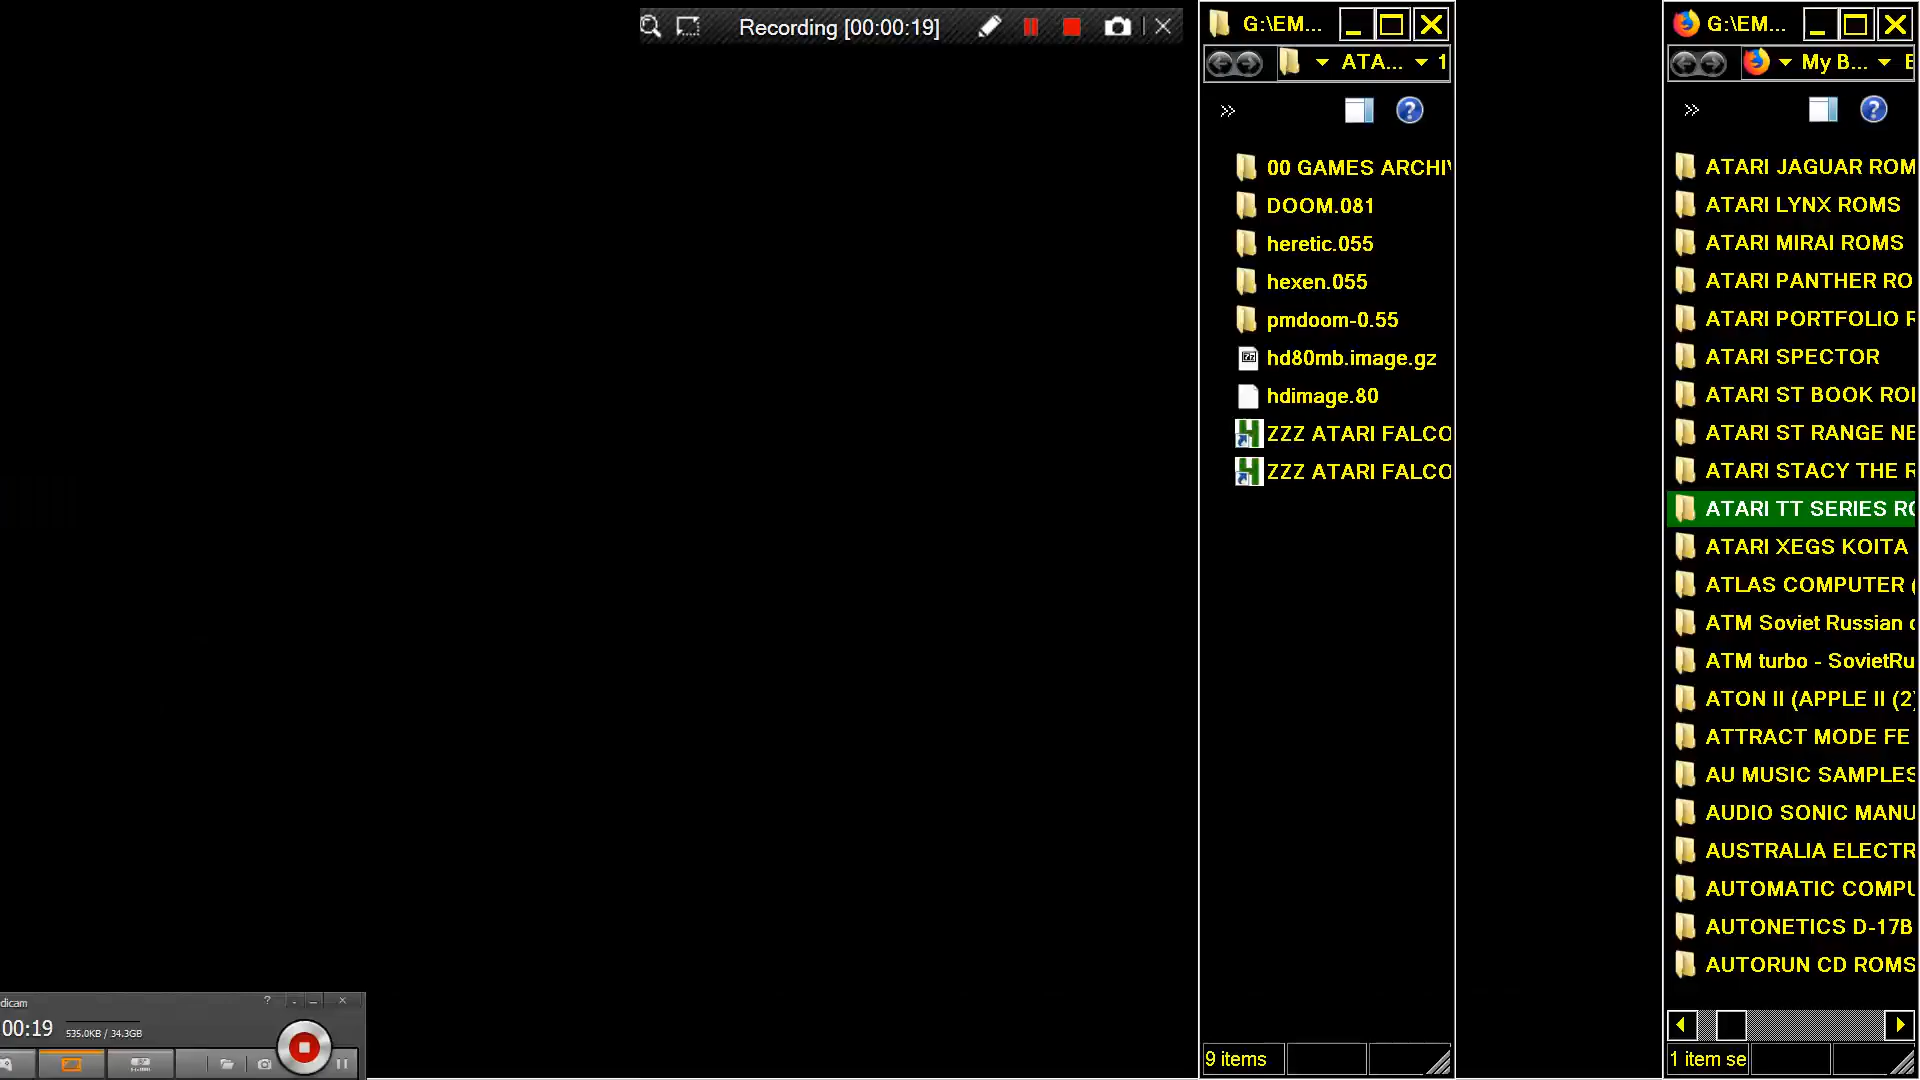 Recording [00:00:19]
G:\EM...
ATA...
1
00 GAMES ARCHIV
DOOM.081
heretic.055
hexen.055
pmdoom-0.55
hd80mb.image.gz
hdimage.80
ZZZ ATARI FALCO
ZZZ ATARI FALCO
9 items
G:\EM...
My B...
ATARI JAGUAR ROM
ATARI LYNX ROMS
ATARI MIRAI ROMS
ATARI PANTHER RO
ATARI PORTFOLIO R
ATARI SPECTOR
ATARI ST BOOK RO
ATARI ST RANGE NE
ATARI STACY THE R
ATARI TT SERIES RO
ATARI XEGS KOITA
ATLAS COMPUTER (
ATM Soviet Russian
ATM turbo - SovietRu
ATON II (APPLE II (2)
ATTRACT MODE FE
AU MUSIC SAMPLES
AUDIO SONIC MANU
AUSTRALIA ELECTR
AUTOMATIC COMPU
AUTONETICS D-17B
AUTORUN CD ROMS
1 item se
dicam
00:19
535.0KB / 34.3GB